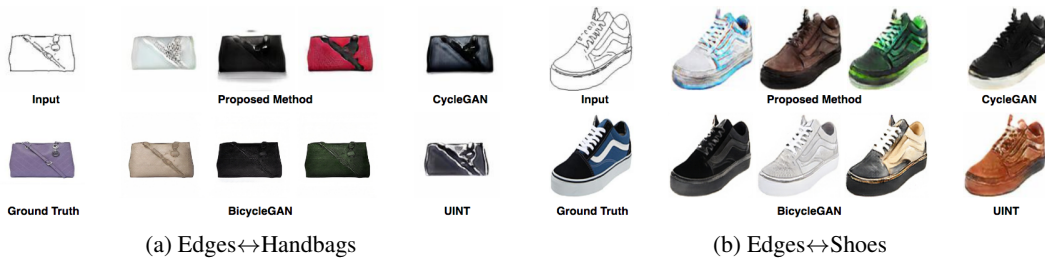 Input Proposed Method CycleGAN
Ground Truth BicycleGAN UINT
(a) Edges↔Handbags
Input Proposed Method CycleGAN
Ground Truth BicycleGAN UINT
(b) Edges↔Shoes